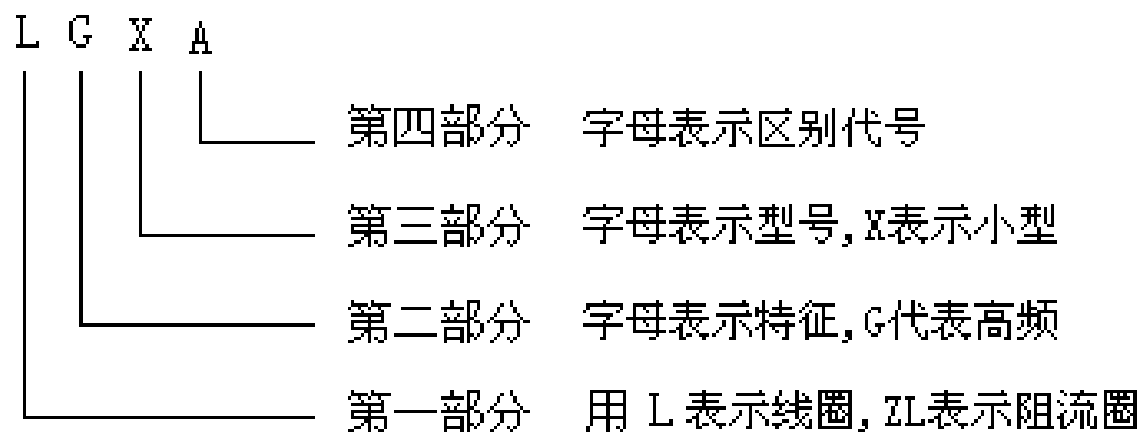 L G X A
第四部分 字母表示区别代号
第三部分 字母表示型号,X表示小型
第二部分 字母表示特征,G代表高频
第一部分 用 L 表示线圈,ZL表示阻流圈